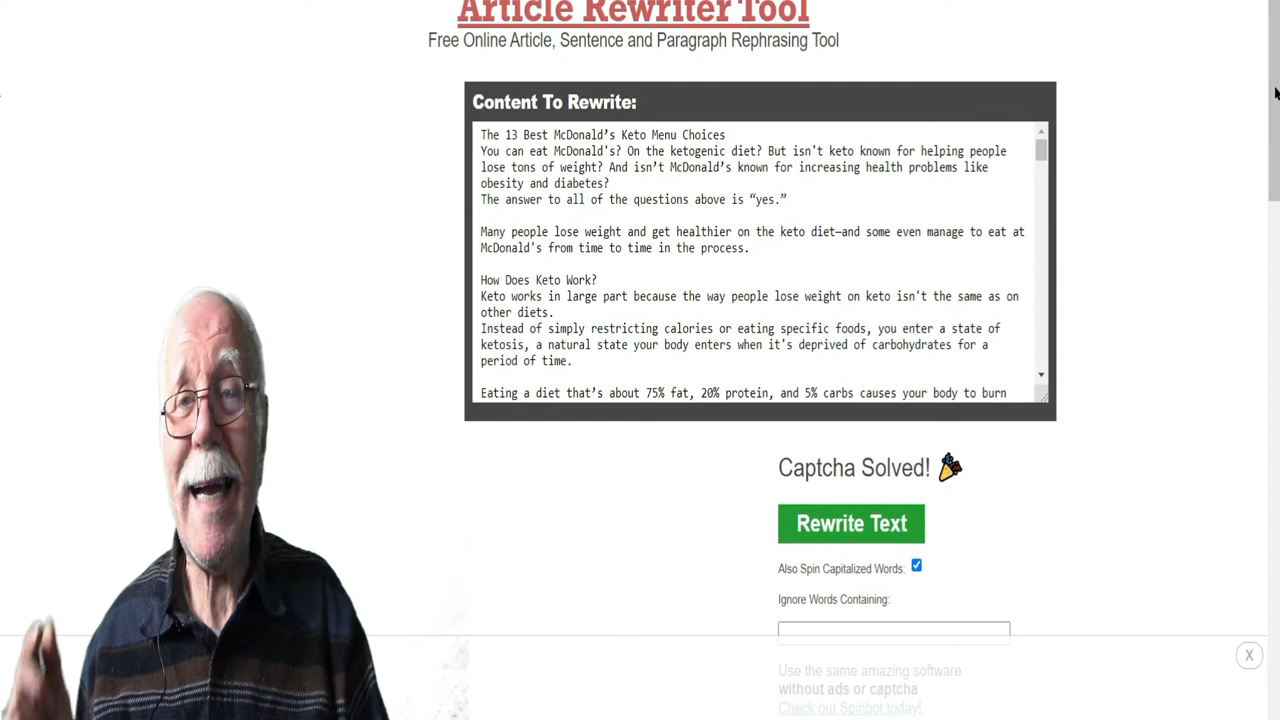 Article Rewriter Tool
Free Online Article, Sentence and Paragraph Rephrasing Tool
Content To Rewrite:
The 13 Best McDonald’s Keto Menu Choices
You can eat McDonald's? On the ketogenic diet? But isn't keto known for helping people
lose tons of weight? And isn’t McDonald’s known for increasing health problems like
obesity and diabetes?
The answer to all of the questions above is “yes.”
Many people lose weight and get healthier on the keto diet—and some even manage to eat at
McDonald's from time to time in the process.
How Does Keto Work?
Keto works in large part because the way people lose weight on keto isn't the same as on
other diets.
Instead of simply restricting calories or eating specific foods, you enter a state of
ketosis, a natural state your body enters when it's deprived of carbohydrates for a
period of time.
Eating a diet that’s about 75% fat, 20% protein, and 5% carbs causes your body to burn
Captcha Solved!
Rewrite Text
Also Spin Capitalized Words:
Ignore Words Containing:
X
Use the same amazing software
without ads or captcha
Check out Spinbot today!